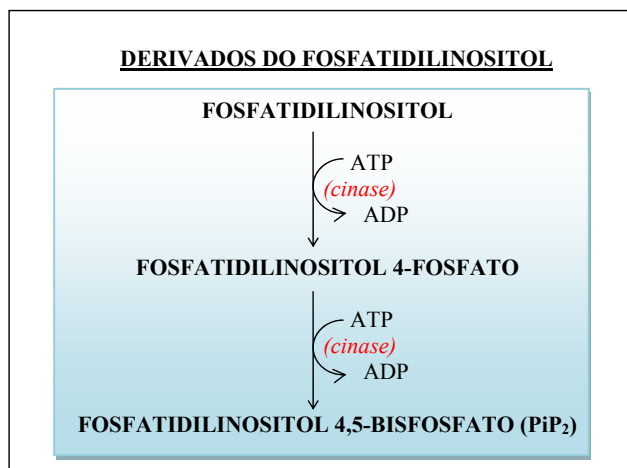 DERIVADOS DO FOSFATIDILINOSITOL
FOSFATIDILINOSITOL
ATP
(cinase)
ADP
FOSFATIDILINOSITOL 4-FOSFATO
ATP
(cinase)
ADP
FOSFATIDILINOSITOL 4,5-BISFOSFATO (PiP₂)